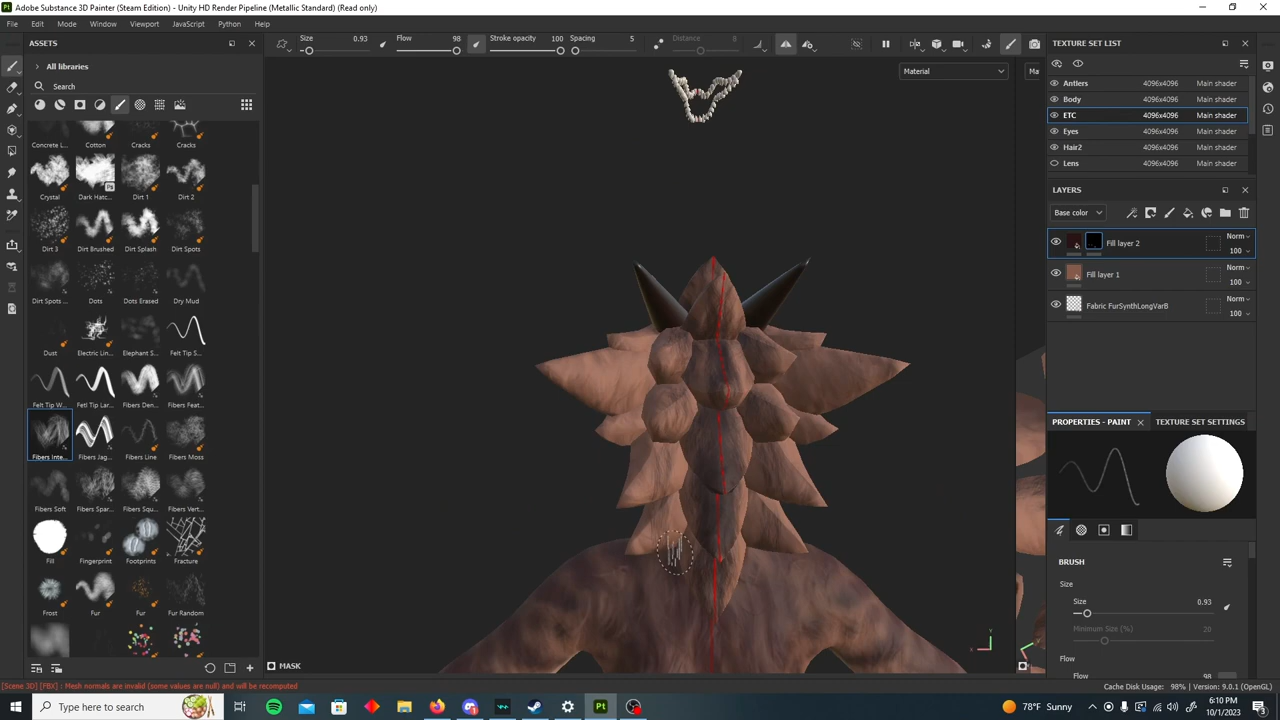 Adobe Substance 3D Painter (Steam Edition) - Unity HD Render Pipeline (Metallic Standard) (Read only)
File Edit Mode Window Viewport JavaScript Python Help
ASSETS
Size 0.93 Flow 98 Stroke opacity 100 Spacing 5 Distance 8
All libraries
Search
Material
Ma
Concrete L... Cotton Cracks Cracks
Crystal Dark Hatc... Dirt 1 Dirt 2
Dirt 3 Dirt Brushed Dirt Splash Dirt Spots
Dirt Spots ... Dots Dots Erased Dry Mud
Dust Electric Lin... Elephant S... Felt Tip S...
Felt Tip W... Fetl Tip Lar... Fibers Den... Fibers Feat...
Fibers Inte... Fibers Jag... Fibers Line Fibers Moss
Fibers Soft Fibers Spar... Fibers Squ... Fibers Vert...
Fill Fingerprint Footprints Fracture
Frost Fur Fur Fur Random
MASK
TEXTURE SET LIST
Antlers 4096x4096 Main shader
Body 4096x4096 Main shader
ETC 4096x4096 Main shader
Eyes 4096x4096 Main shader
Hair2 4096x4096 Main shader
Lens 4096x4096 Main shader
LAYERS
Base color
Fill layer 2 Norm 100
Fill layer 1 Norm 100
Fabric FurSynthLongVarB Norm 100
PROPERTIES - PAINT TEXTURE SET SETTINGS
BRUSH
Size
Size 0.93
Minimum Size (%) 20
Flow
Flow 98
[Scene 3D] [FBX] : Mesh normals are invalid (some values are null) and will be recomputed
Cache Disk Usage: 98% | Version: 9.0.1 (OpenGL)
Type here to search
78°F Sunny
6:10 PM
10/1/2023